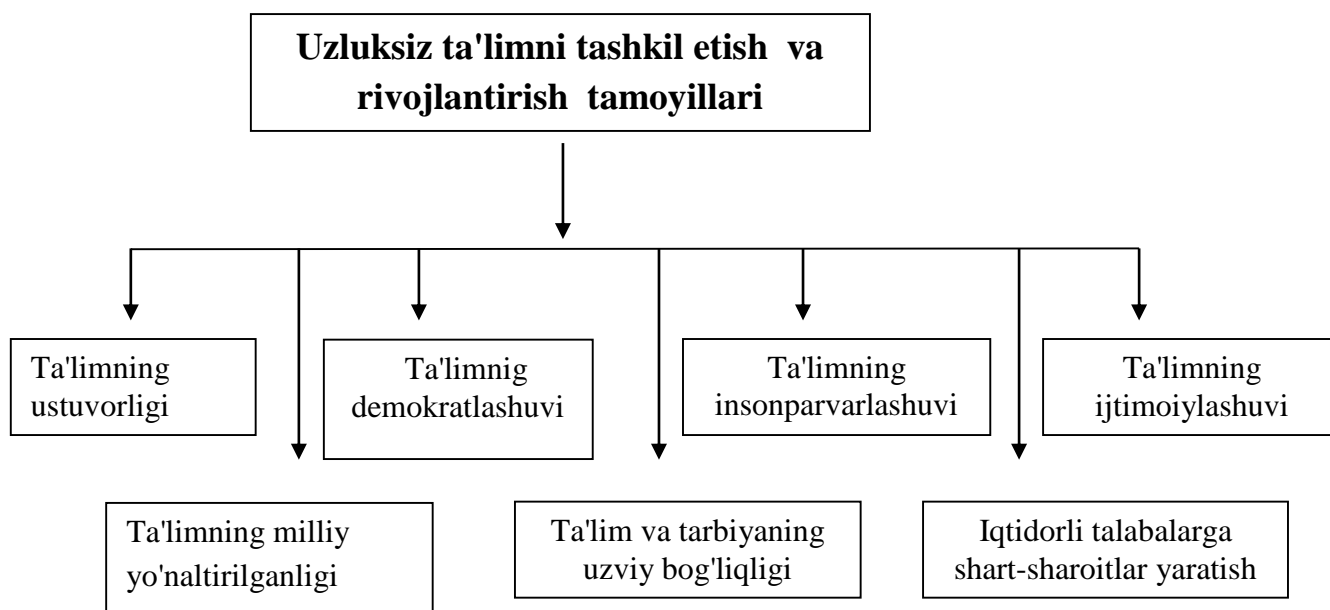 Uzluksiz ta'limni tashkil etish va
rivojlantirish tamoyillari
Ta'limning
ustuvorligi
Ta'limnig
demokratlashuvi
Ta'limning
insonparvarlashuvi
Ta'limning
ijtimoiylashuvi
Ta'limning milliy
yo'naltirilganligi
Ta'lim va tarbiyaning
uzviy bog'liqligi
Iqtidorli talabalarga
shart-sharoitlar yaratish